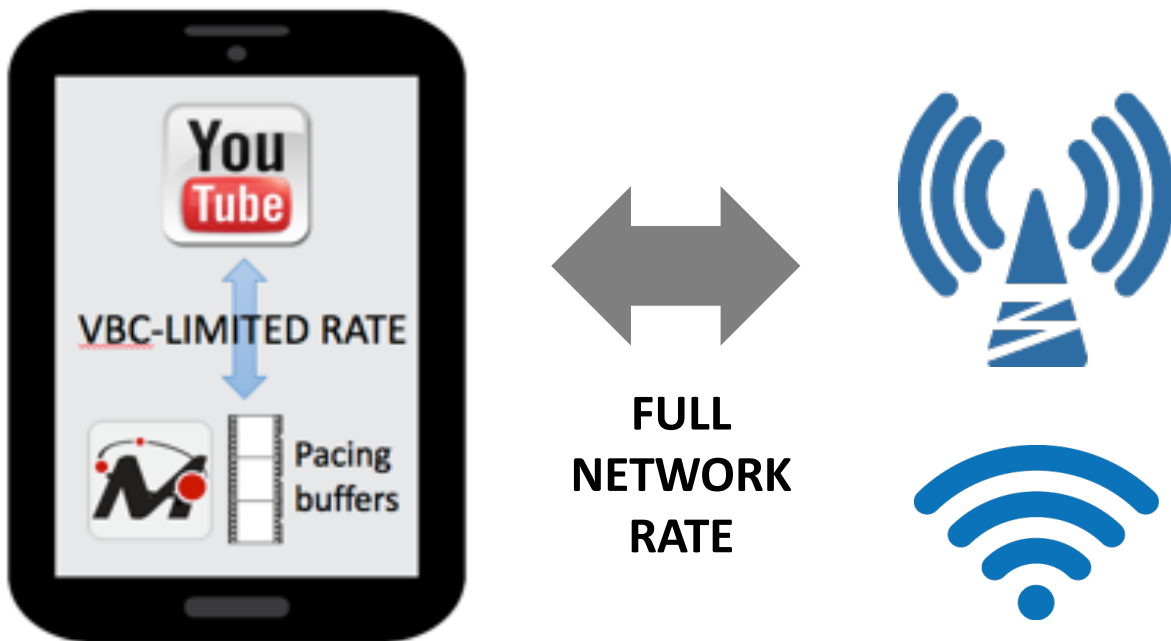 You
Tube
VBC-LIMITED RATE
M
Pacing
buffers
FULL
NETWORK
RATE